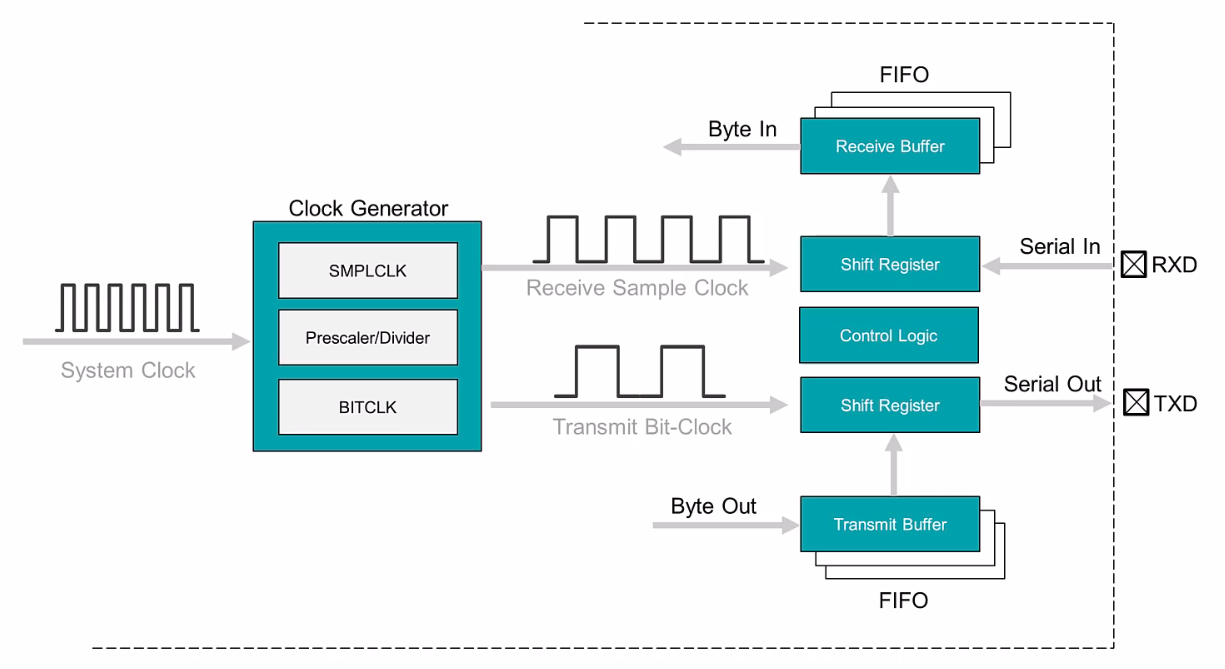 FIFO
Byte In
Receive Buffer
Clock Generator
Serial In
SMPLCLK
Shift Register
RXD
Receive Sample Clock
Prescaler/Divider
Control Logic
System Clock
Serial Out
BITCLK
Shift Register
TXD
Transmit Bit-Clock
Byte Out
Transmit Buffer
FIFO